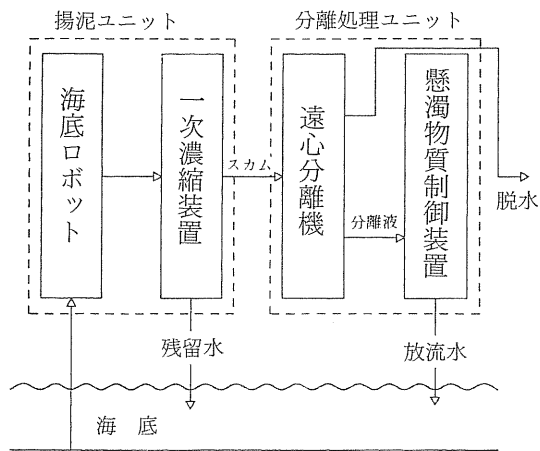 揚泥ユニット
分離処理ユニット
海底ロボット
一次濃縮装置
スカム
遠心分離機
分離液
懸濁物質制御装置
脱水
残留水
放流水
海 底